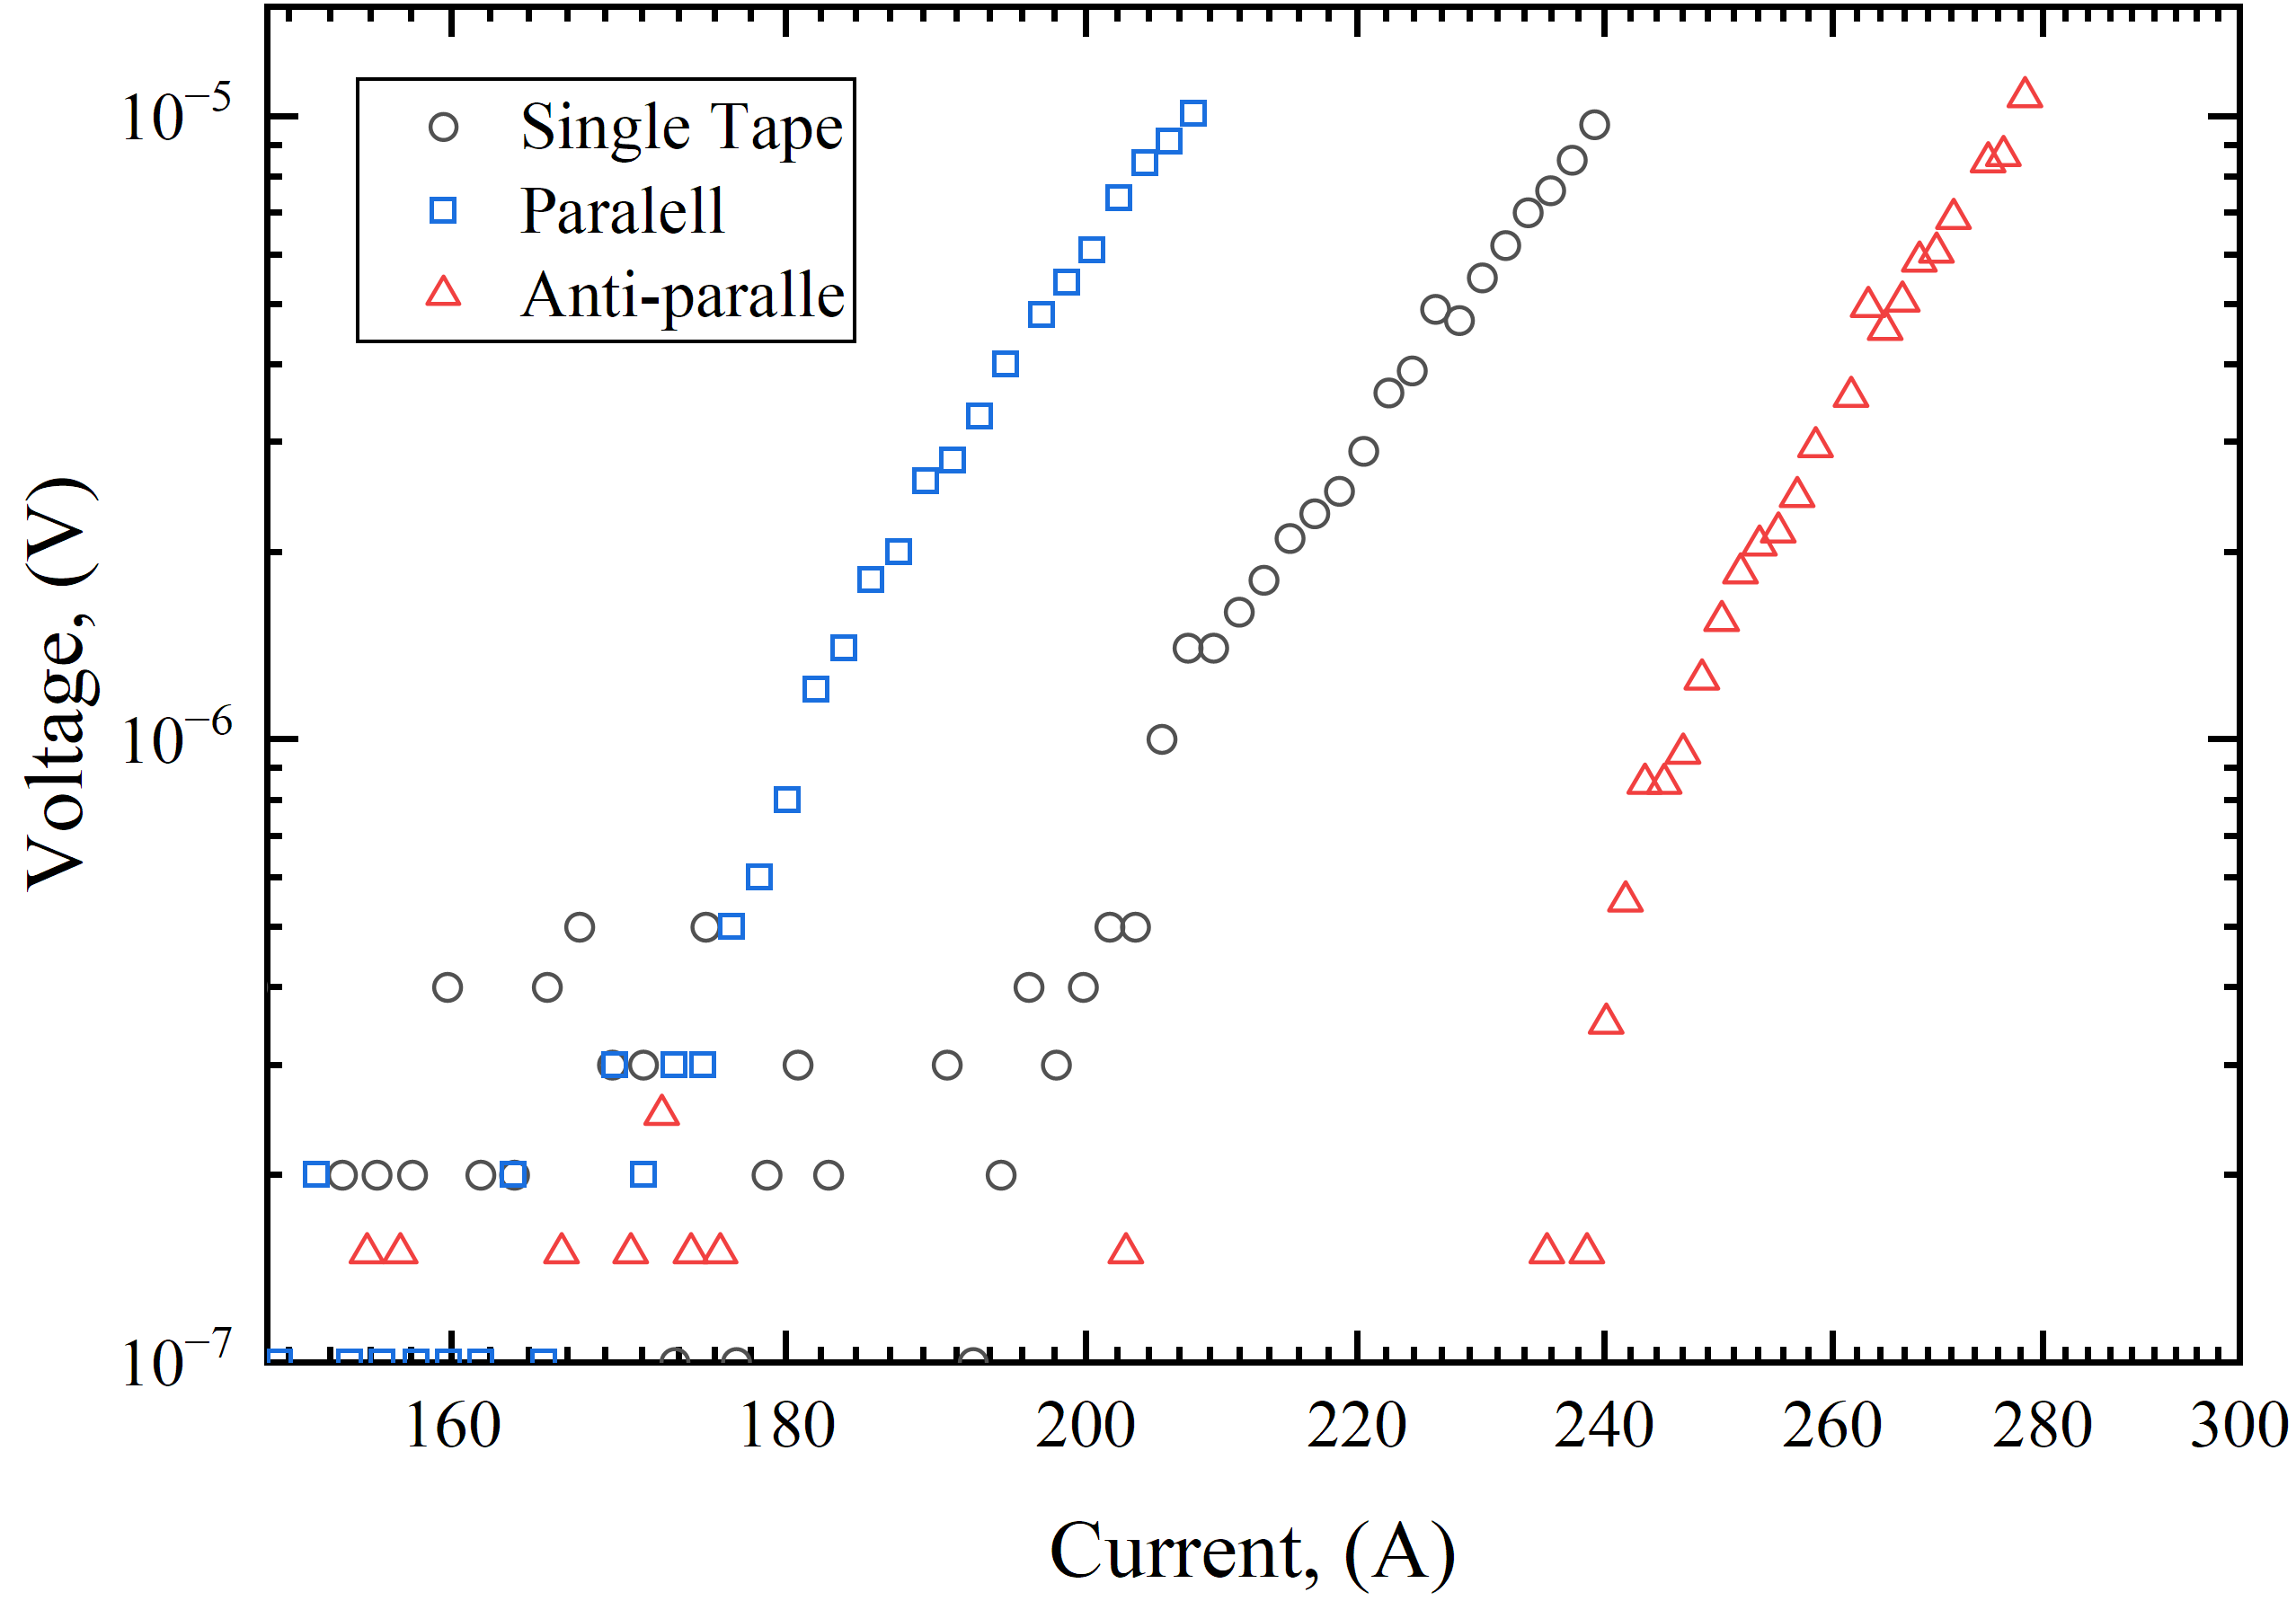 Single Tape
Paralell
Anti-paralle
Voltage, (V)
10⁻⁵
10⁻⁶
10⁻⁷
160 180 200 220 240 260 280 300
Current, (A)